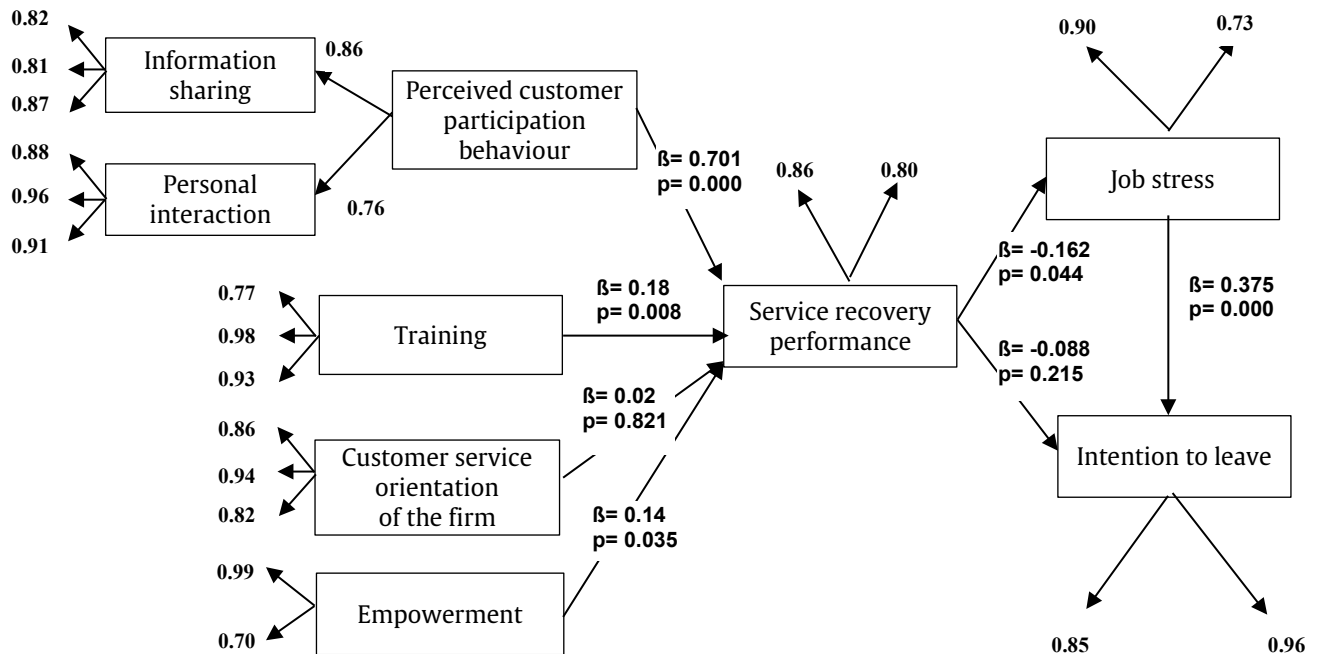 0.82
0.81
0.87
Information
sharing
0.86
Perceived customer
participation
behaviour
0.88
0.96
0.91
Personal
interaction
0.76
ß= 0.701
p= 0.000
0.86
0.80
0.90
0.73
Job stress
ß= -0.162
p= 0.044
ß= 0.375
p= 0.000
0.77
0.98
0.93
Training
ß= 0.18
p= 0.008
Service recovery
performance
ß= -0.088
p= 0.215
ß= 0.02
p= 0.821
0.86
0.94
0.82
Customer service
orientation
of the firm
Intention to leave
ß= 0.14
p= 0.035
0.99
0.70
Empowerment
0.85
0.96